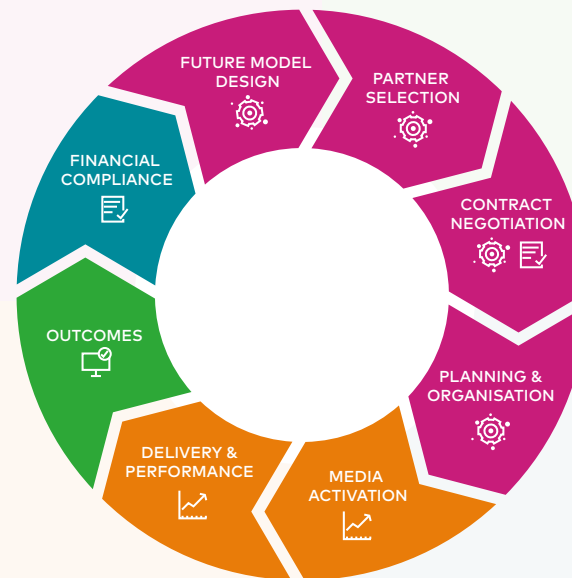 FUTURE MODEL
DESIGN
PARTNER
SELECTION
CONTRACT
NEGOTIATION
PLANNING &
ORGANISATION
MEDIA
ACTIVATION
DELIVERY &
PERFORMANCE
OUTCOMES
FINANCIAL
COMPLIANCE